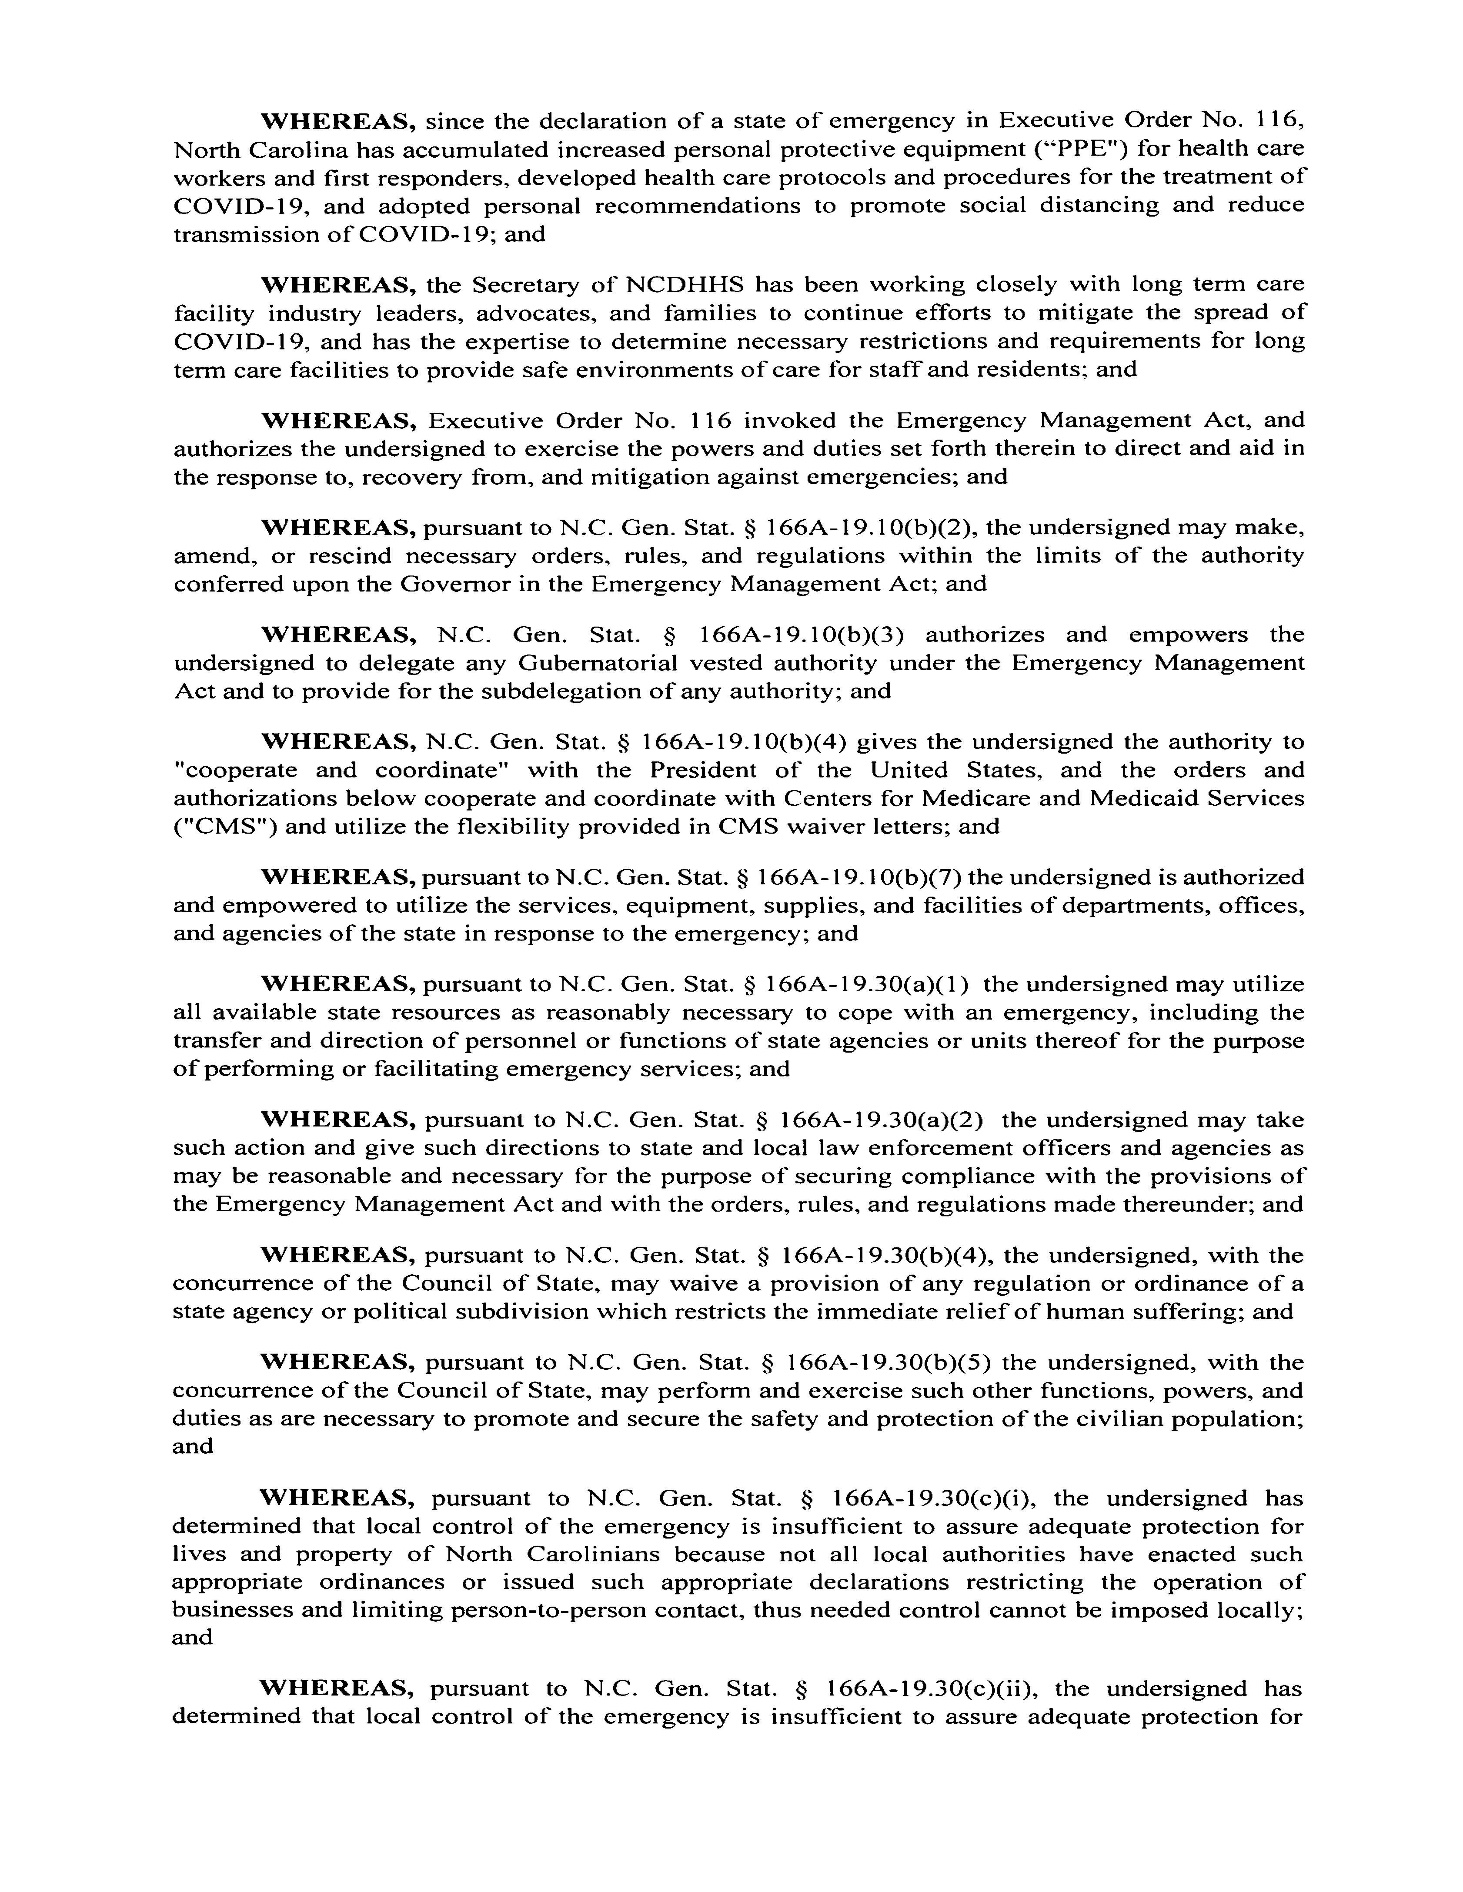 WHEREAS, since the declaration of a state of emergency in Executive Order No. 116,
North Carolina has accumulated increased personal protective equipment (“PPE") for health care
workers and first responders, developed health care protocols and procedures for the treatment of
COVID-19, and adopted personal recommendations to promote social distancing and reduce
transmission of COVID-19; and
WHEREAS, the Secretary of NCDHHS has been working closely with long term care
facility industry leaders, advocates, and families to continue efforts to mitigate the spread of
COVID-19, and has the expertise to determine necessary restrictions and requirements for long
term care facilities to provide safe environments of care for staff and residents; and
WHEREAS, Executive Order No. 116 invoked the Emergency Management Act, and
authorizes the undersigned to exercise the powers and duties set forth therein to direct and aid in
the response to, recovery from, and mitigation against emergencies; and
WHEREAS, pursuant to N.C. Gen. Stat. § 166A-19.10(b)(2), the undersigned may make,
amend, or rescind necessary orders, rules, and regulations within the limits of the authority
conferred upon the Governor in the Emergency Management Act; and
WHEREAS, N.C. Gen. Stat. § 166A-19.10(b)(3) authorizes and empowers the
undersigned to delegate any Gubernatorial vested authority under the Emergency Management
Act and to provide for the subdelegation of any authority; and
WHEREAS, N.C. Gen. Stat. § 166A-19.10(b)(4) gives the undersigned the authority to
"cooperate and coordinate" with the President of the United States, and the orders and
authorizations below cooperate and coordinate with Centers for Medicare and Medicaid Services
("CMS") and utilize the flexibility provided in CMS waiver letters; and
WHEREAS, pursuant to N.C. Gen. Stat. § 166A-19.10(b)(7) the undersigned is authorized
and empowered to utilize the services, equipment, supplies, and facilities of departments, offices,
and agencies of the state in response to the emergency; and
WHEREAS, pursuant to N.C. Gen. Stat. § 166A-19.30(a)(1) the undersigned may utilize
all available state resources as reasonably necessary to cope with an emergency, including the
transfer and direction of personnel or functions of state agencies or units thereof for the purpose
of performing or facilitating emergency services; and
WHEREAS, pursuant to N.C. Gen. Stat. § 166A-19.30(a)(2) the undersigned may take
such action and give such directions to state and local law enforcement officers and agencies as
may be reasonable and necessary for the purpose of securing compliance with the provisions of
the Emergency Management Act and with the orders, rules, and regulations made thereunder; and
WHEREAS, pursuant to N.C. Gen. Stat. § 166A-19.30(b)(4), the undersigned, with the
concurrence of the Council of State, may waive a provision of any regulation or ordinance of a
state agency or political subdivision which restricts the immediate relief of human suffering; and
WHEREAS, pursuant to N.C. Gen. Stat. § 166A-19.30(b)(5) the undersigned, with the
concurrence of the Council of State, may perform and exercise such other functions, powers, and
duties as are necessary to promote and secure the safety and protection of the civilian population;
and
WHEREAS, pursuant to N.C. Gen. Stat. § 166A-19.30(c)(i), the undersigned has
determined that local control of the emergency is insufficient to assure adequate protection for
lives and property of North Carolinians because not all local authorities have enacted such
appropriate ordinances or issued such appropriate declarations restricting the operation of
businesses and limiting person-to-person contact, thus needed control cannot be imposed locally;
and
WHEREAS, pursuant to N.C. Gen. Stat. § 166A-19.30(c)(ii), the undersigned has
determined that local control of the emergency is insufficient to assure adequate protection for